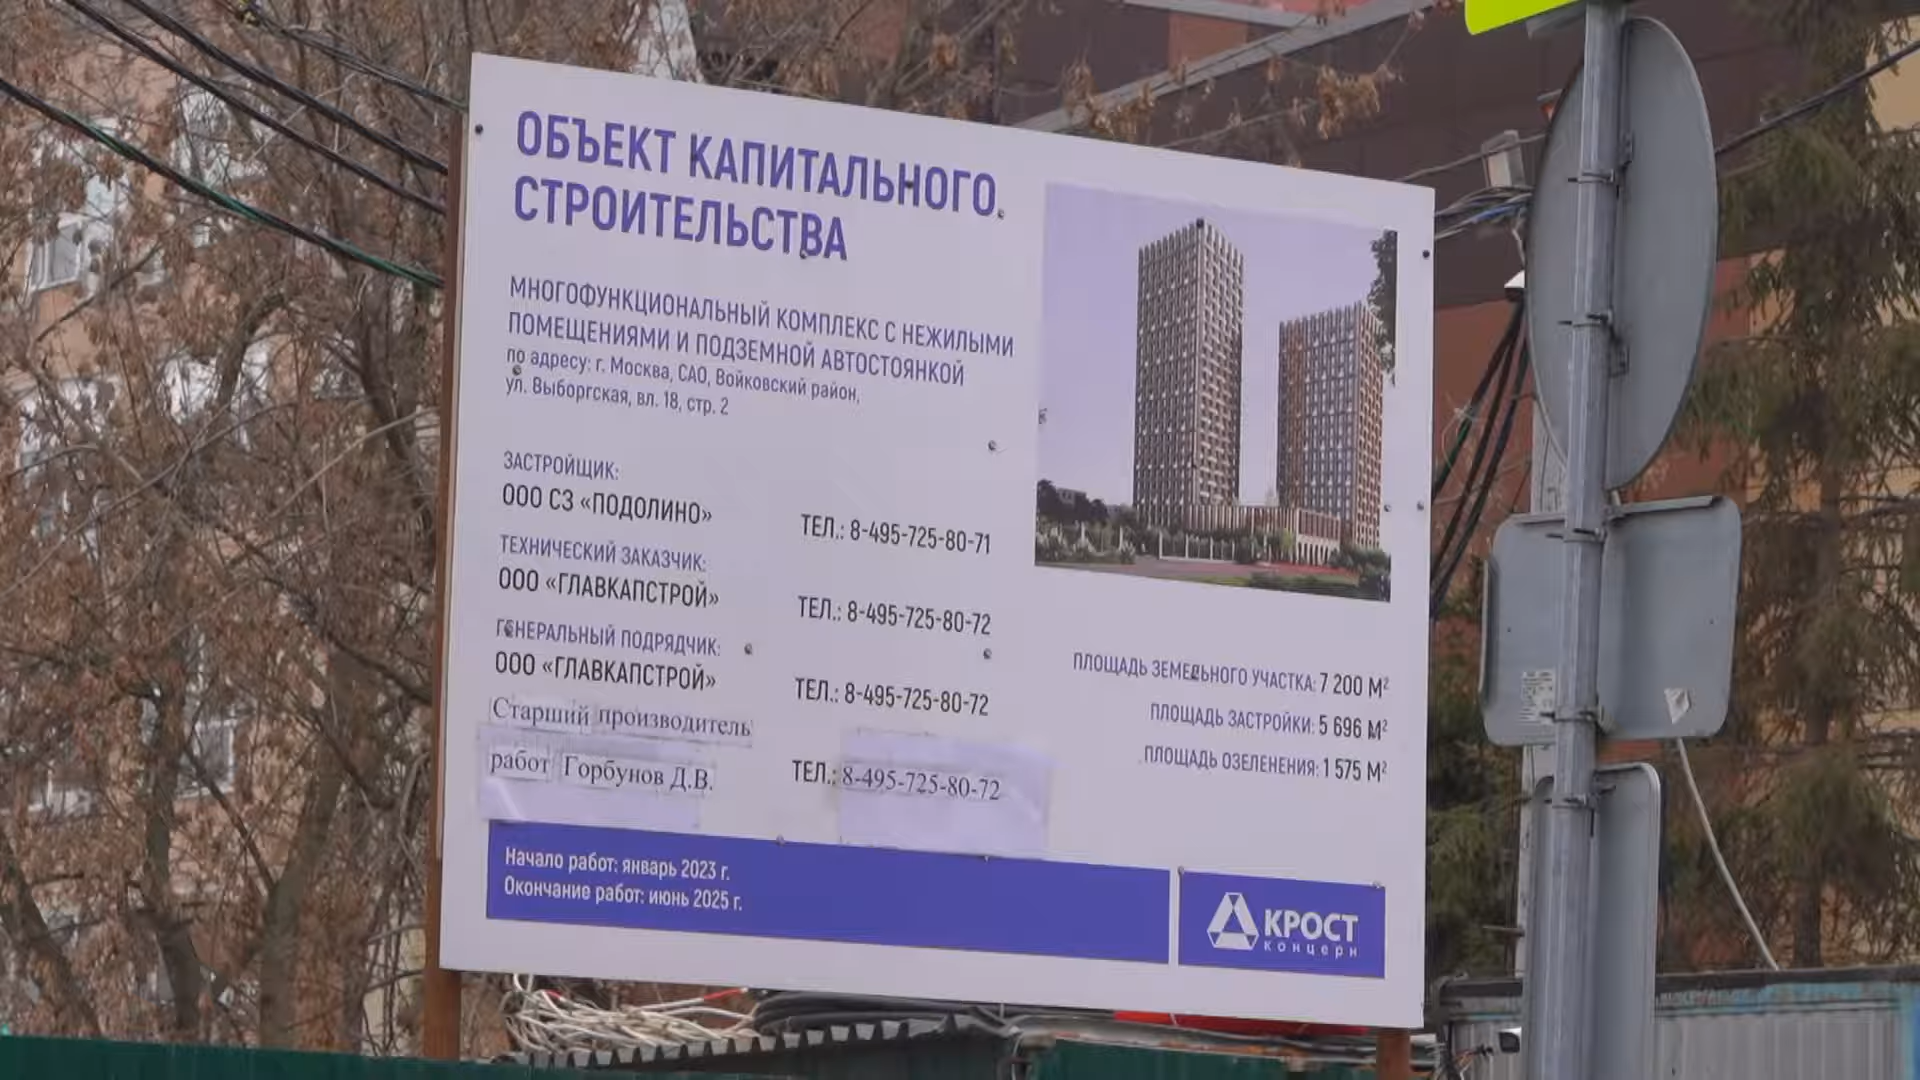 ОБЪЕКТ КАПИТАЛЬНОГО
СТРОИТЕЛЬСТВА
МНОГОФУНКЦИОНАЛЬНЫЙ КОМПЛЕКС С НЕЖИЛЫМИ
ПОМЕЩЕНИЯМИ И ПОДЗЕМНОЙ АВТОСТОЯНКОЙ
по адресу: г. Москва, САО, Войковский район,
ул. Выборгская, вл. 18, стр. 2
ЗАСТРОЙЩИК:
ООО СЗ «ПОДОЛИНО»
ТЕЛ.: 8-495-725-80-71
ТЕХНИЧЕСКИЙ ЗАКАЗЧИК:
ООО «ГЛАВКАПСТРОЙ»
ТЕЛ.: 8-495-725-80-72
ГЕНЕРАЛЬНЫЙ ПОДРЯДЧИК:
ООО «ГЛАВКАПСТРОЙ»
ТЕЛ.: 8-495-725-80-72
Старший производитель
работ Горбунов Д.В.
ТЕЛ.: 8-495-725-80-72
ПЛОЩАДЬ ЗЕМЕЛЬНОГО УЧАСТКА: 7 200 М²
ПЛОЩАДЬ ЗАСТРОЙКИ: 5 696 М²
ПЛОЩАДЬ ОЗЕЛЕНЕНИЯ: 1 575 М²
Начало работ: январь 2023 г.
Окончание работ: июнь 2025 г.
КРОСТ
концерн